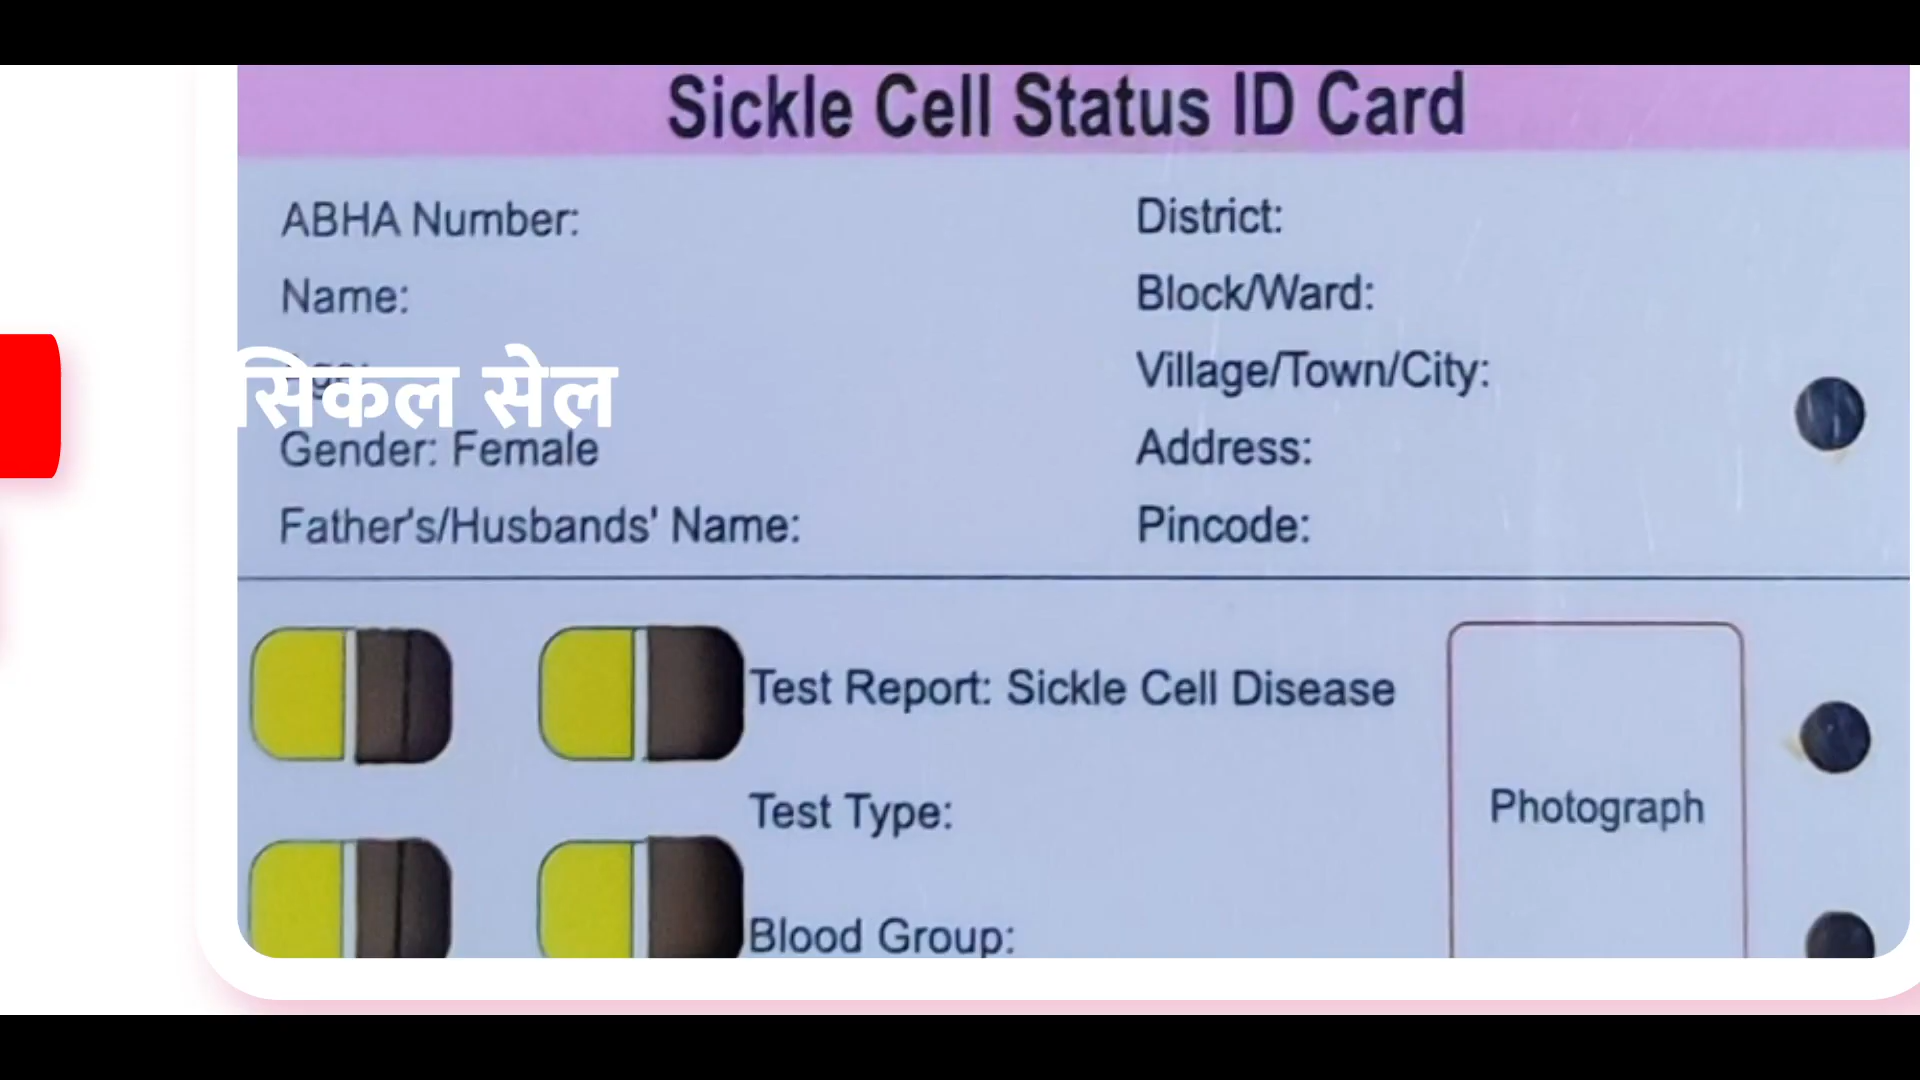 Sickle Cell Status ID Card
ABHA Number:
Name:
Age:
सिकल सेल
Gender: Female
Father's/Husbands' Name:
District:
Block/Ward:
Village/Town/City:
Address:
Pincode:
Test Report: Sickle Cell Disease
Test Type:
Blood Group:
Photograph